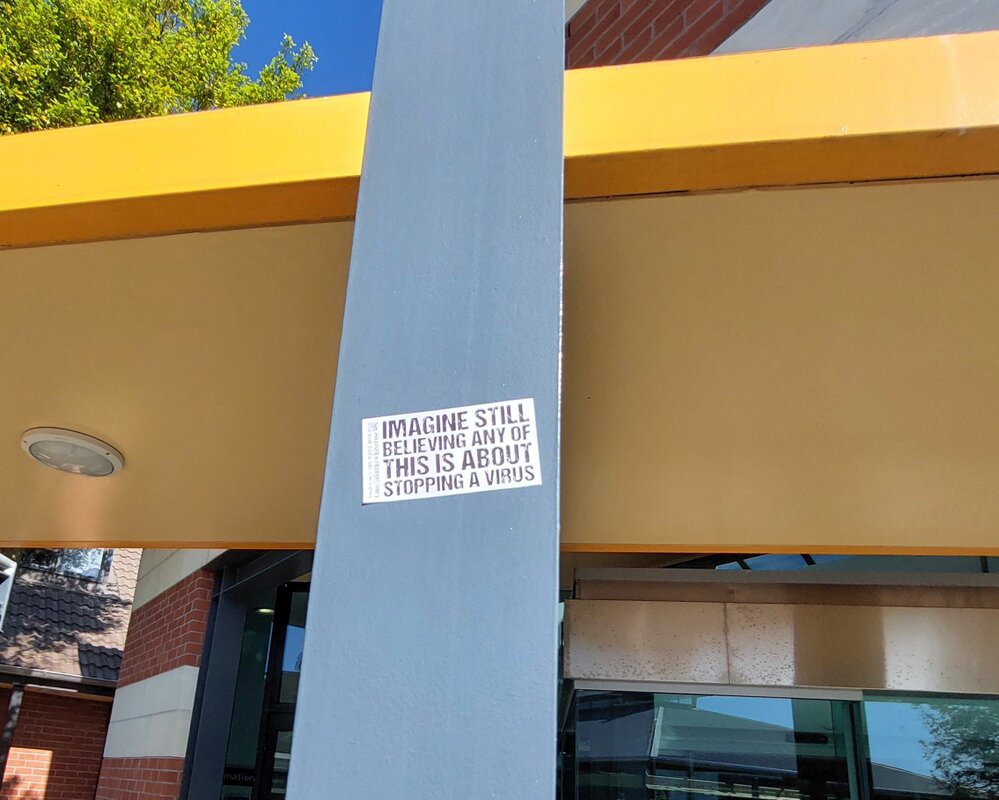 IMAGINE STILL
BELIEVING ANY OF
THIS IS ABOUT
STOPPING A VIRUS